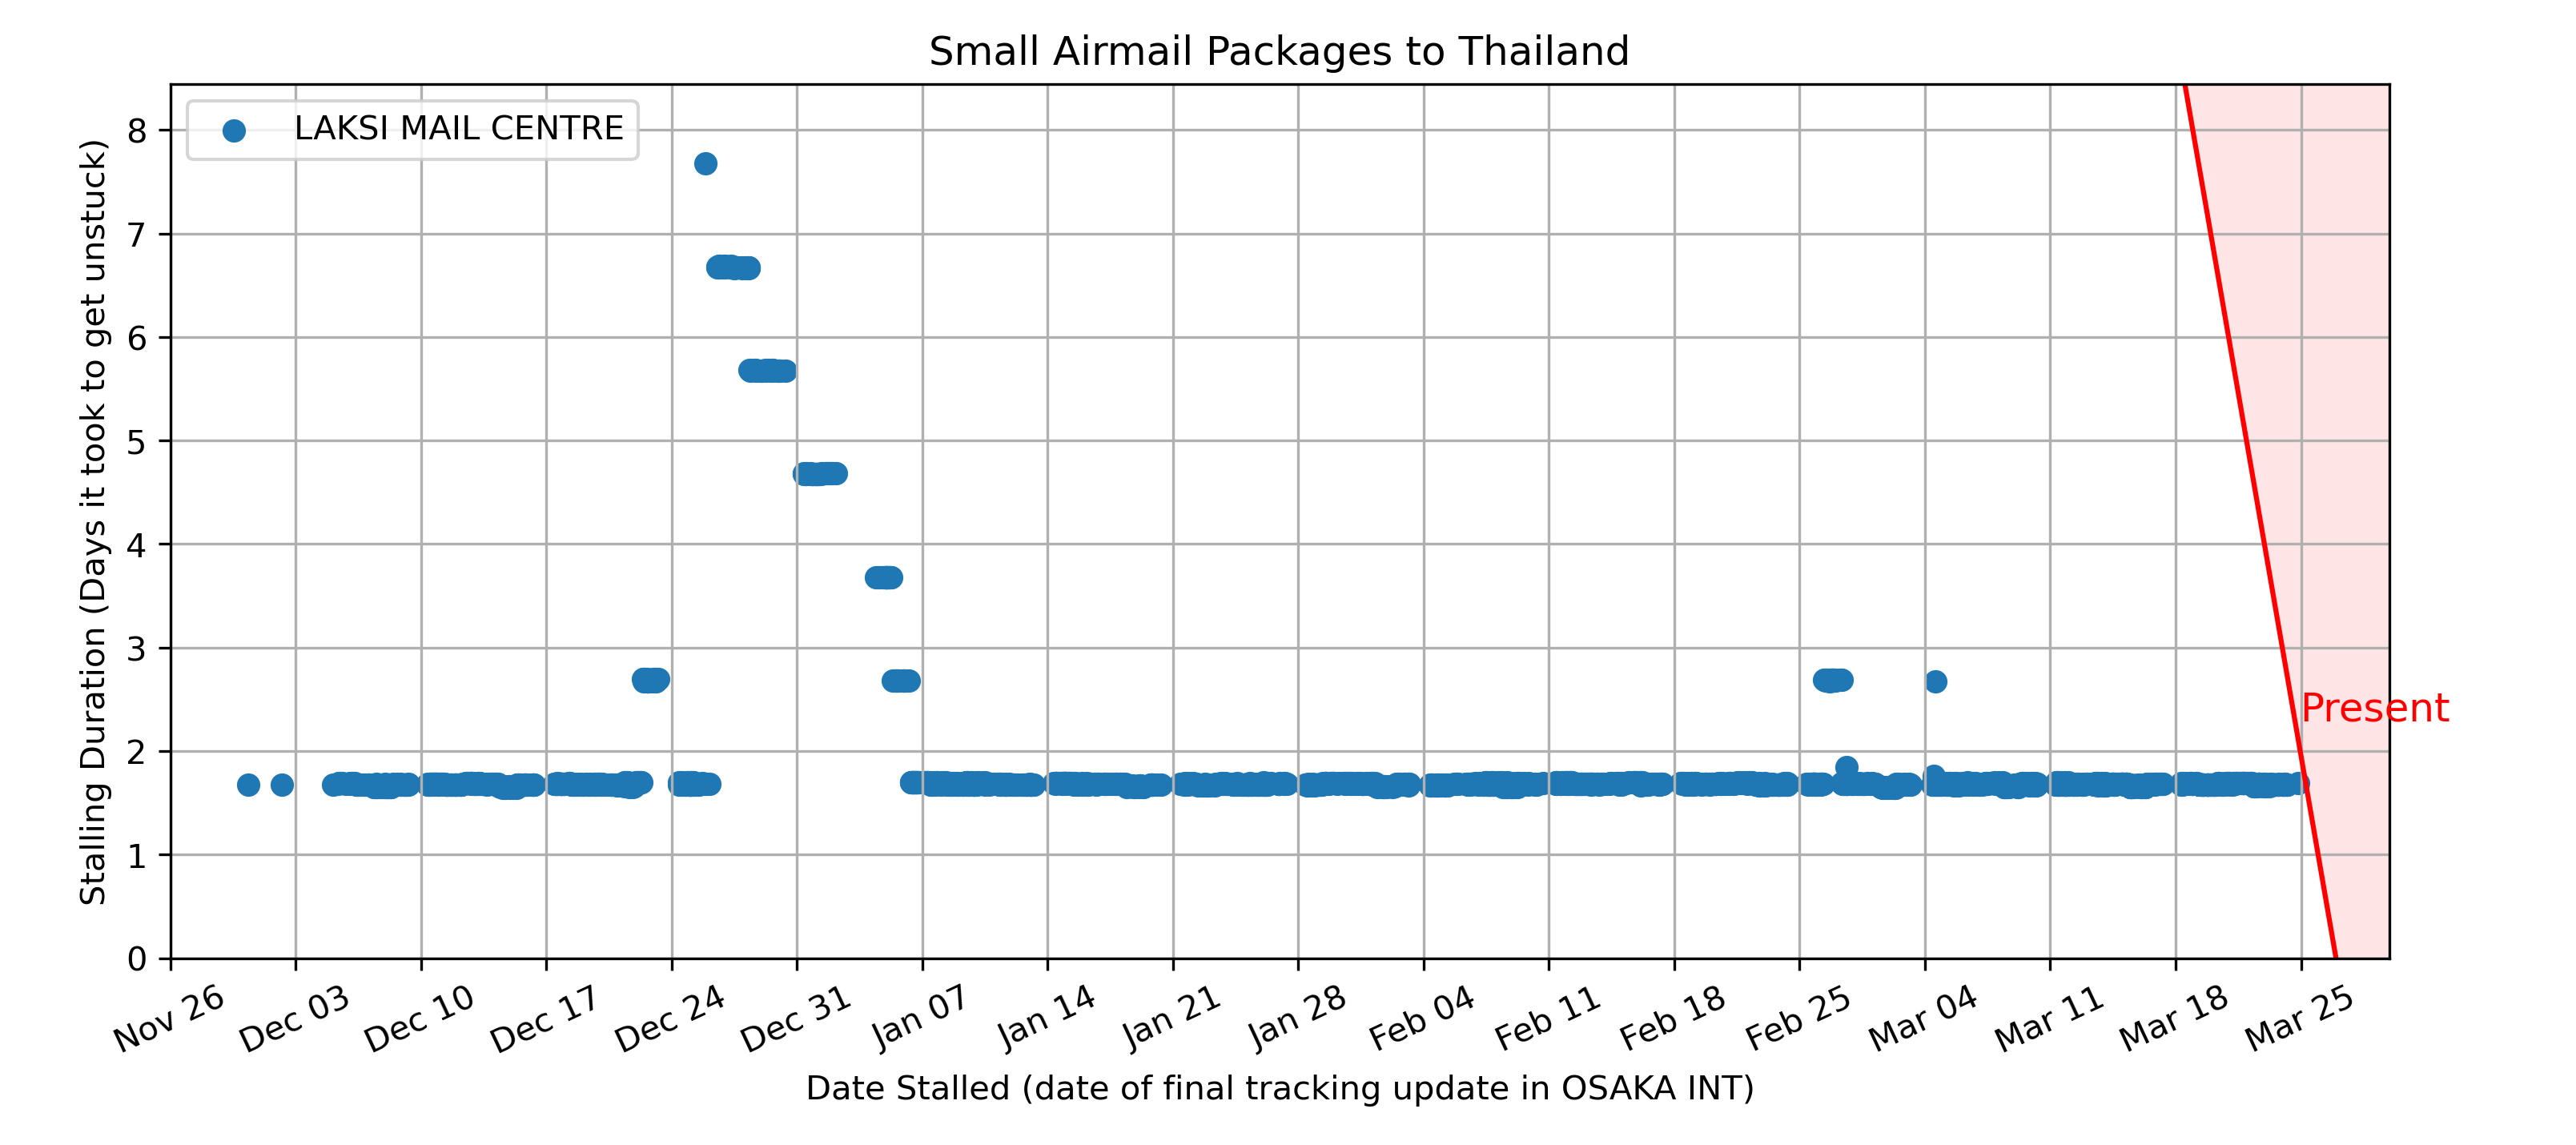 Small Airmail Packages to Thailand
LAKSI MAIL CENTRE
Stalling Duration (Days it took to get unstuck)
8
7
6
5
4
3
2
1
0
Present
Nov 26
Dec 03
Dec 10
Dec 17
Dec 24
Dec 31
Jan 07
Jan 14
Jan 21
Jan 28
Feb 04
Feb 11
Feb 18
Feb 25
Mar 04
Mar 11
Mar 18
Mar 25
Date Stalled (date of final tracking update in OSAKA INT)